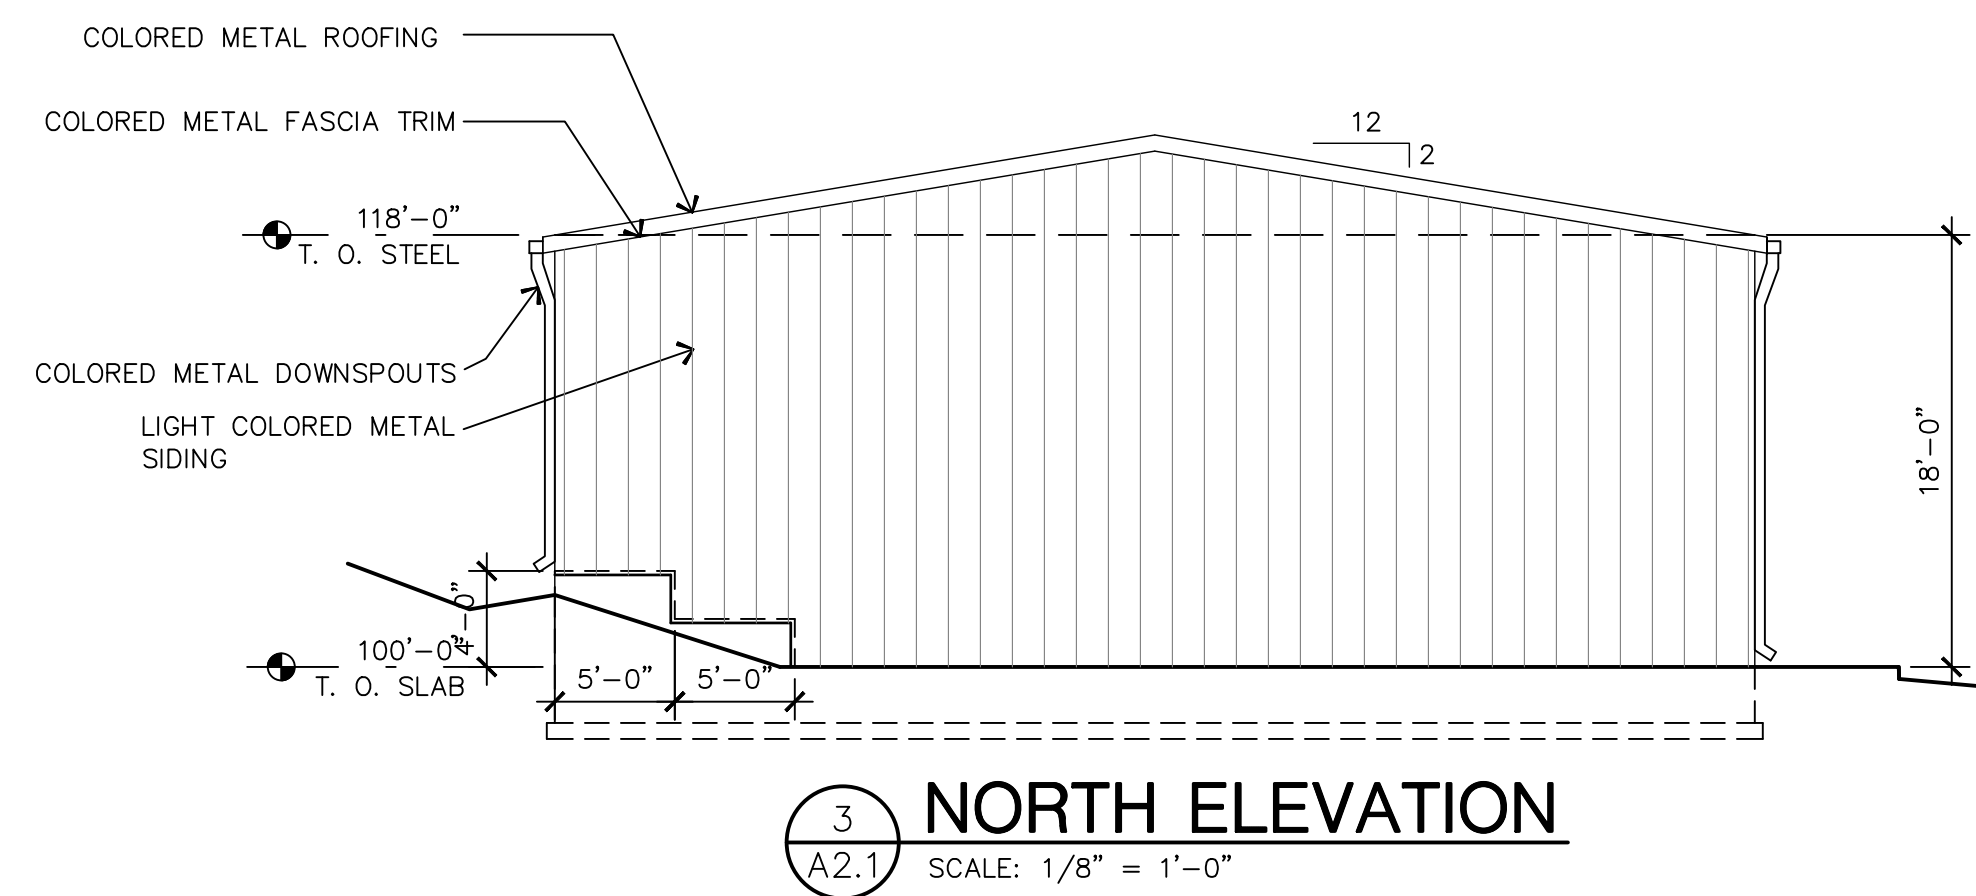 COLORED METAL ROOFING
COLORED METAL FASCIA TRIM
12
2
118'-0"
T. O. STEEL
COLORED METAL DOWNSPOUTS
LIGHT COLORED METAL
SIDING
18'-0"
4'-0"
100'-0"
T. O. SLAB
5'-0"
5'-0"
3
A2.1
NORTH ELEVATION
SCALE: 1/8" = 1'-0"